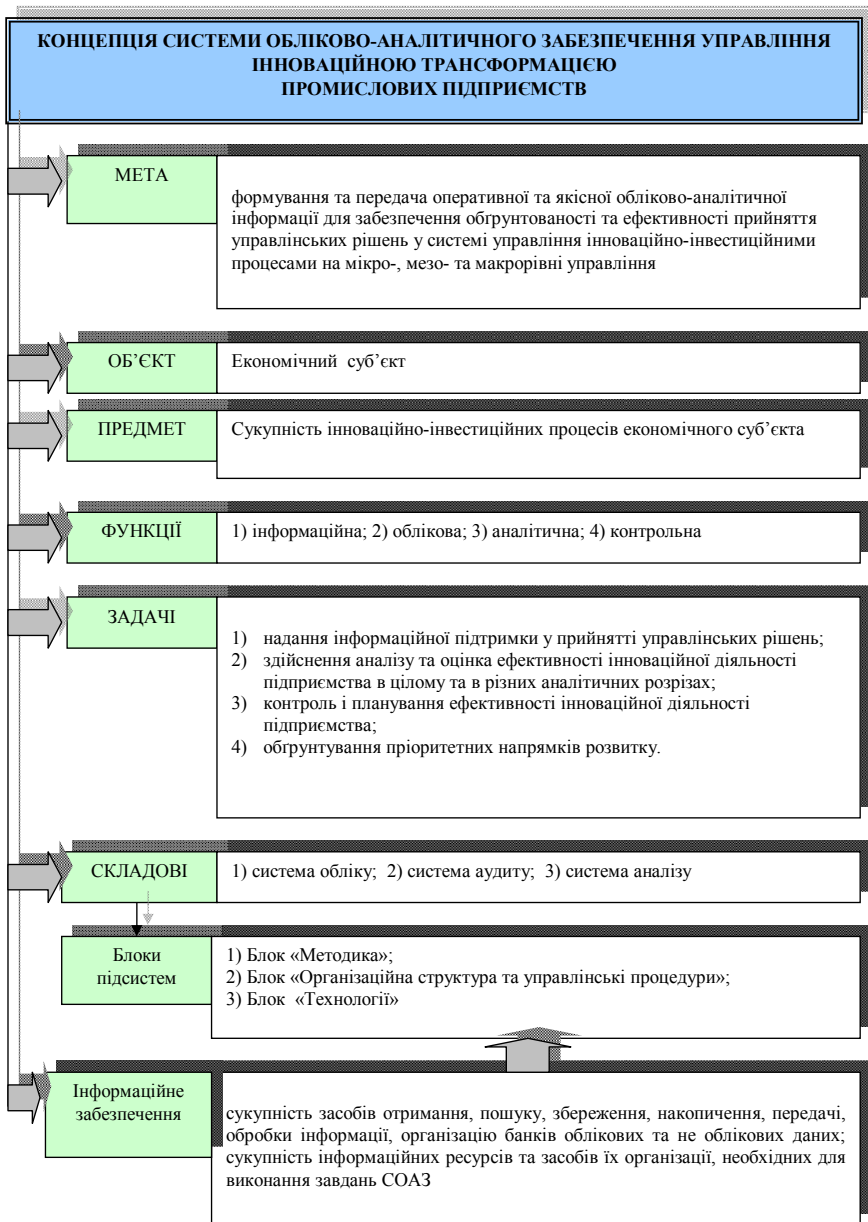 КОНЦЕПЦІЯ СИСТЕМИ ОБЛІКОВО-АНАЛІТИЧНОГО ЗАБЕЗПЕЧЕННЯ УПРАВЛІННЯ
ІННОВАЦІЙНОЮ ТРАНСФОРМАЦІЄЮ
ПРОМИСЛОВИХ ПІДПРИЄМСТВ
МЕТА
формування та передача оперативної та якісної обліково-аналітичної
інформації для забезпечення обґрунтованості та ефективності прийняття
управлінських рішень у системі управління інноваційно-інвестиційними
процесами на мікро-, мезо- та макрорівні управління
ОБ’ЄКТ
Економічний суб’єкт
ПРЕДМЕТ
Сукупність інноваційно-інвестиційних процесів економічного суб’єкта
ФУНКЦІЇ
1) інформаційна; 2) облікова; 3) аналітична; 4) контрольна
ЗАДАЧІ
1) надання інформаційної підтримки у прийнятті управлінських рішень;
2) здійснення аналізу та оцінка ефективності інноваційної діяльності
підприємства в цілому та в різних аналітичних розрізах;
3) контроль і планування ефективності інноваційної діяльності
підприємства;
4) обґрунтування пріоритетних напрямків розвитку.
СКЛАДОВІ
1) система обліку; 2) система аудиту; 3) система аналізу
Блоки
підсистем
1) Блок «Методика»;
2) Блок «Організаційна структура та управлінські процедури»;
3) Блок «Технології»
Інформаційне
забезпечення
сукупність засобів отримання, пошуку, збереження, накопичення, передачі,
обробки інформації, організацію банків облікових та не облікових даних;
сукупність інформаційних ресурсів та засобів їх організації, необхідних для
виконання завдань СОАЗ